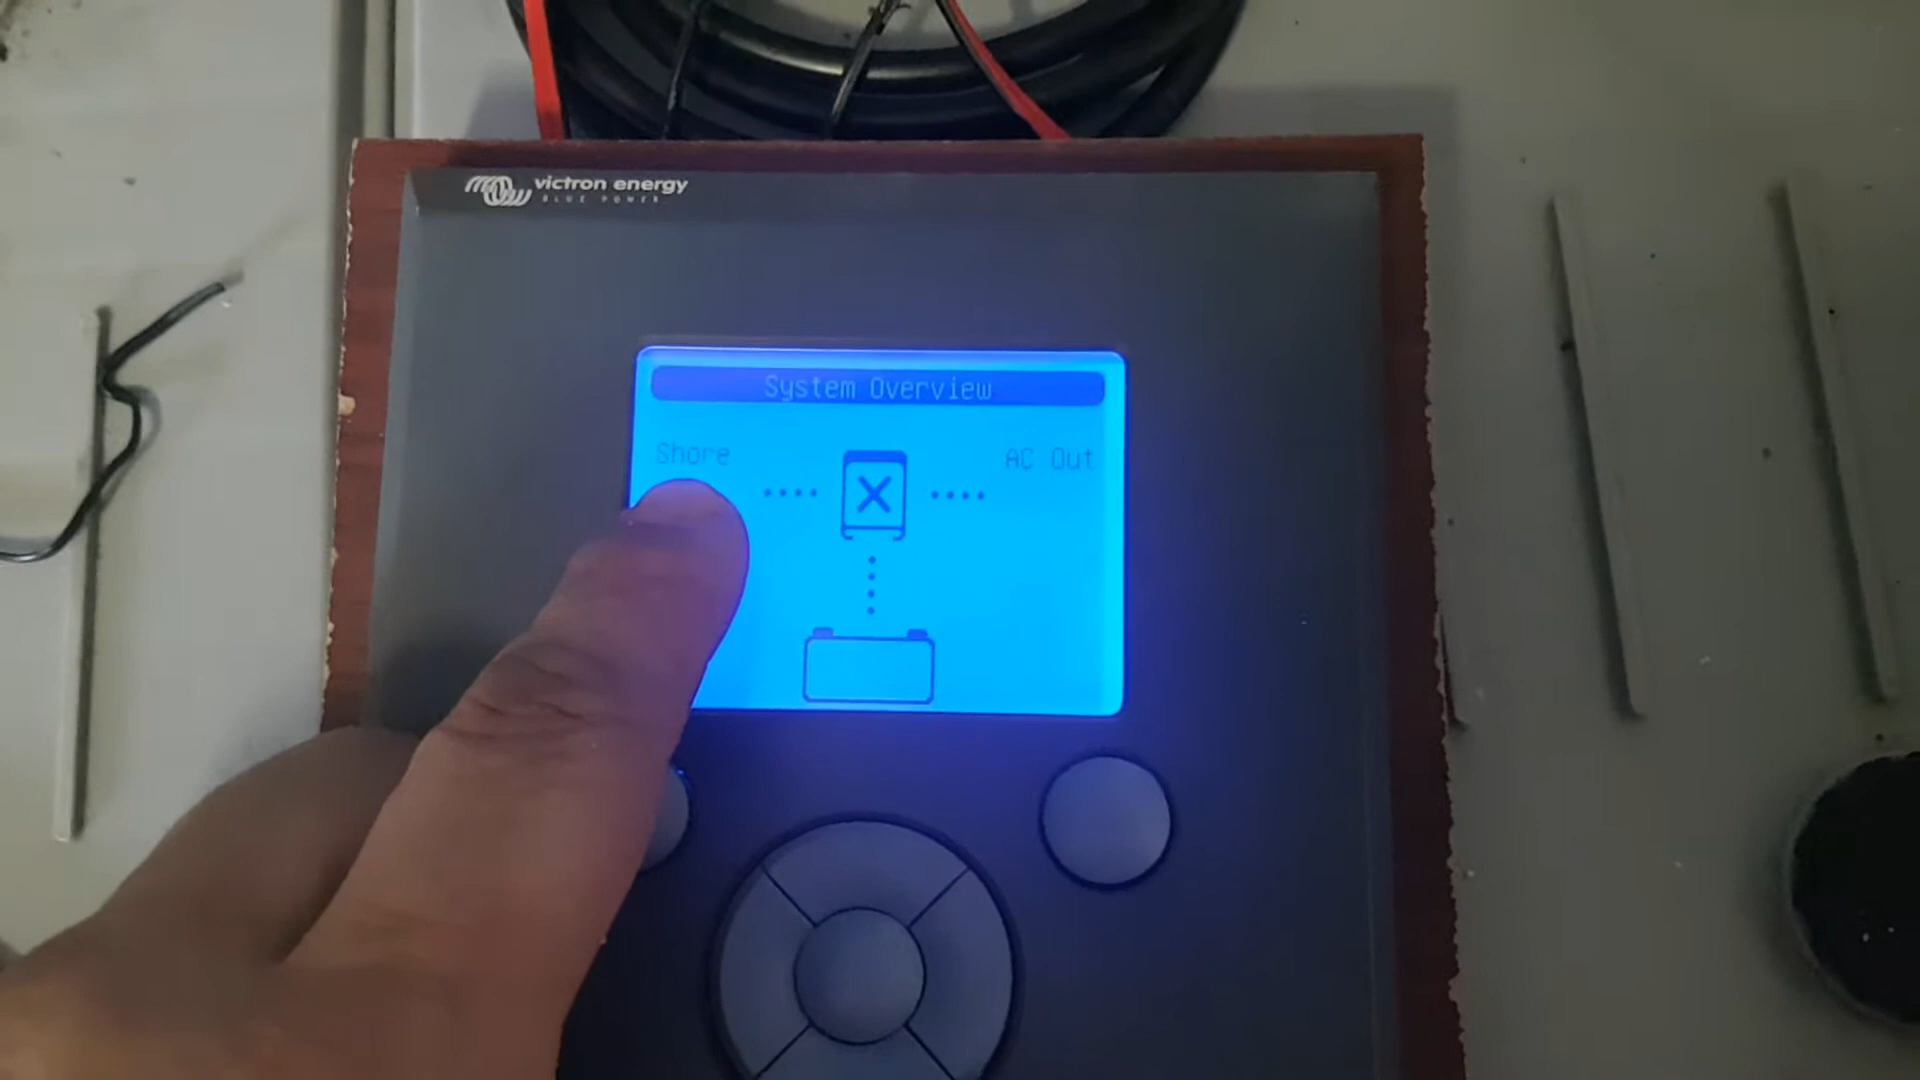 victron energy
BLUE POWER
System Overview
Shore
AC Out